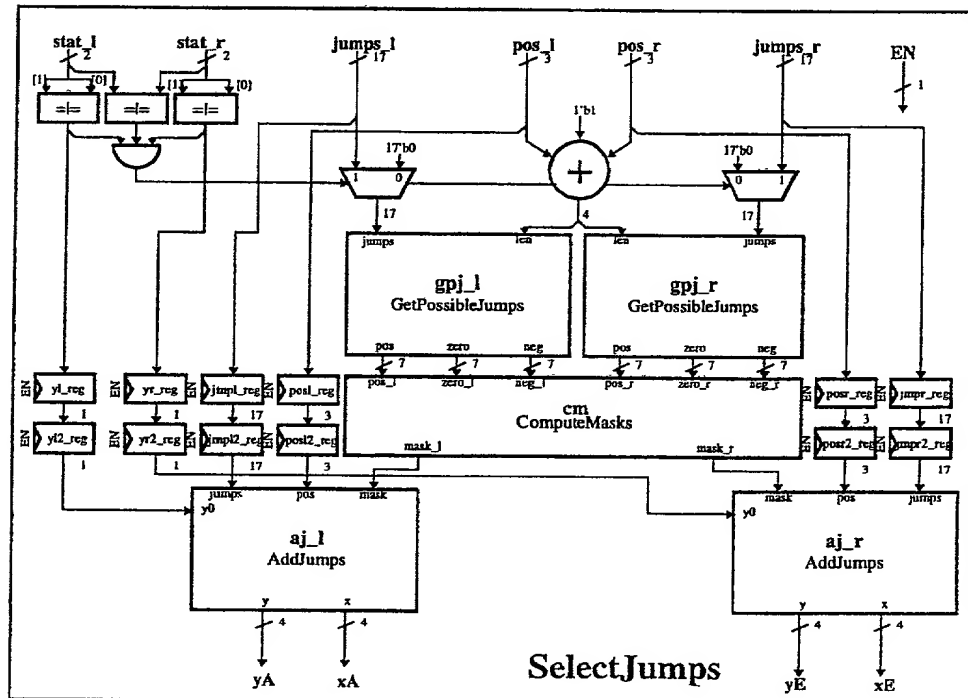 stat_l stat_r jumps_l pos_l pos_r jumps_r EN
2 2 17 3 3 17 1
[1] [0] [1] [0]
=|= =|= =|=
1'b1
17'b0 17'b0
1 0 + 0 1
17 4 17
jumps len len jumps
gpj_l gpj_r
GetPossibleJumps GetPossibleJumps
pos zero neg pos zero neg
7 7 7 7 7 7
pos_l zero_l neg_l pos_r zero_r neg_r
EN yl_reg EN yr_reg EN jmpl_reg EN posl_reg EN posr_reg EN jmpr_reg
1 1 17 3 3 17
cm
ComputeMasks
EN yl2_reg EN yr2_reg EN jmpl2_reg EN posl2_reg EN posr2_reg EN jmpr2_reg
mask_l mask_r
1 1 17 3 3 17
jumps pos mask mask pos jumps
y0 y0
aj_l aj_r
AddJumps AddJumps
y x y x
4 4 4 4
yA xA yE xE
SelectJumps